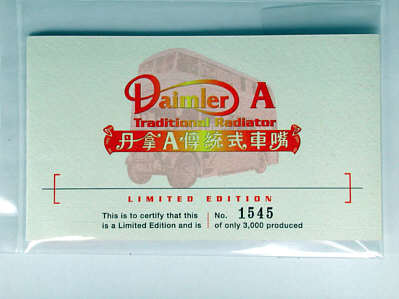 Daimler A
Traditional Radiator
丹拿"A"傳統式車嘴
LIMITED EDITION
This is to certify that this
is a Limited Edition and is
No. 1545
of only 3,000 produced